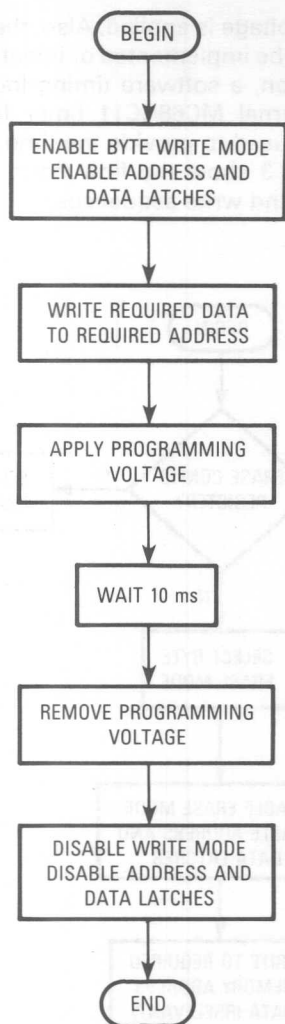 BEGIN
ENABLE BYTE WRITE MODE
ENABLE ADDRESS AND
DATA LATCHES
WRITE REQUIRED DATA
TO REQUIRED ADDRESS
APPLY PROGRAMMING
VOLTAGE
WAIT 10 ms
REMOVE PROGRAMMING
VOLTAGE
DISABLE WRITE MODE
DISABLE ADDRESS AND
DATA LATCHES
END